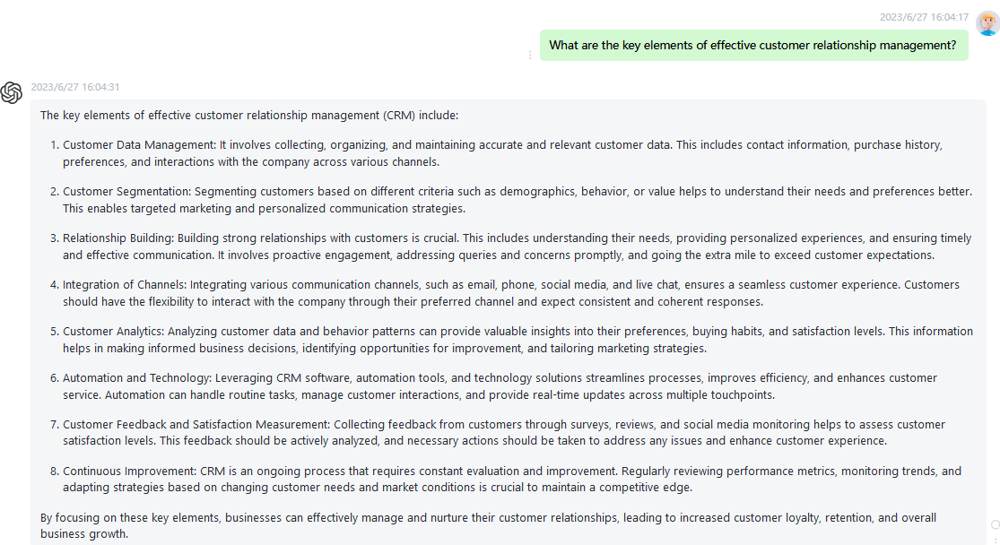 2023/6/27 16:04:17
What are the key elements of effective customer relationship management?
2023/6/27 16:04:31
The key elements of effective customer relationship management (CRM) include:
1. Customer Data Management: It involves collecting, organizing, and maintaining accurate and relevant customer data. This includes contact information, purchase history,
preferences, and interactions with the company across various channels.
2. Customer Segmentation: Segmenting customers based on different criteria such as demographics, behavior, or value helps to understand their needs and preferences better.
This enables targeted marketing and personalized communication strategies.
3. Relationship Building: Building strong relationships with customers is crucial. This includes understanding their needs, providing personalized experiences, and ensuring timely
and effective communication. It involves proactive engagement, addressing queries and concerns promptly, and going the extra mile to exceed customer expectations.
4. Integration of Channels: Integrating various communication channels, such as email, phone, social media, and live chat, ensures a seamless customer experience. Customers
should have the flexibility to interact with the company through their preferred channel and expect consistent and coherent responses.
5. Customer Analytics: Analyzing customer data and behavior patterns can provide valuable insights into their preferences, buying habits, and satisfaction levels. This information
helps in making informed business decisions, identifying opportunities for improvement, and tailoring marketing strategies.
6. Automation and Technology: Leveraging CRM software, automation tools, and technology solutions streamlines processes, improves efficiency, and enhances customer
service. Automation can handle routine tasks, manage customer interactions, and provide real-time updates across multiple touchpoints.
7. Customer Feedback and Satisfaction Measurement: Collecting feedback from customers through surveys, reviews, and social media monitoring helps to assess customer
satisfaction levels. This feedback should be actively analyzed, and necessary actions should be taken to address any issues and enhance customer experience.
8. Continuous Improvement: CRM is an ongoing process that requires constant evaluation and improvement. Regularly reviewing performance metrics, monitoring trends, and
adapting strategies based on changing customer needs and market conditions is crucial to maintain a competitive edge.
By focusing on these key elements, businesses can effectively manage and nurture their customer relationships, leading to increased customer loyalty, retention, and overall
business growth.